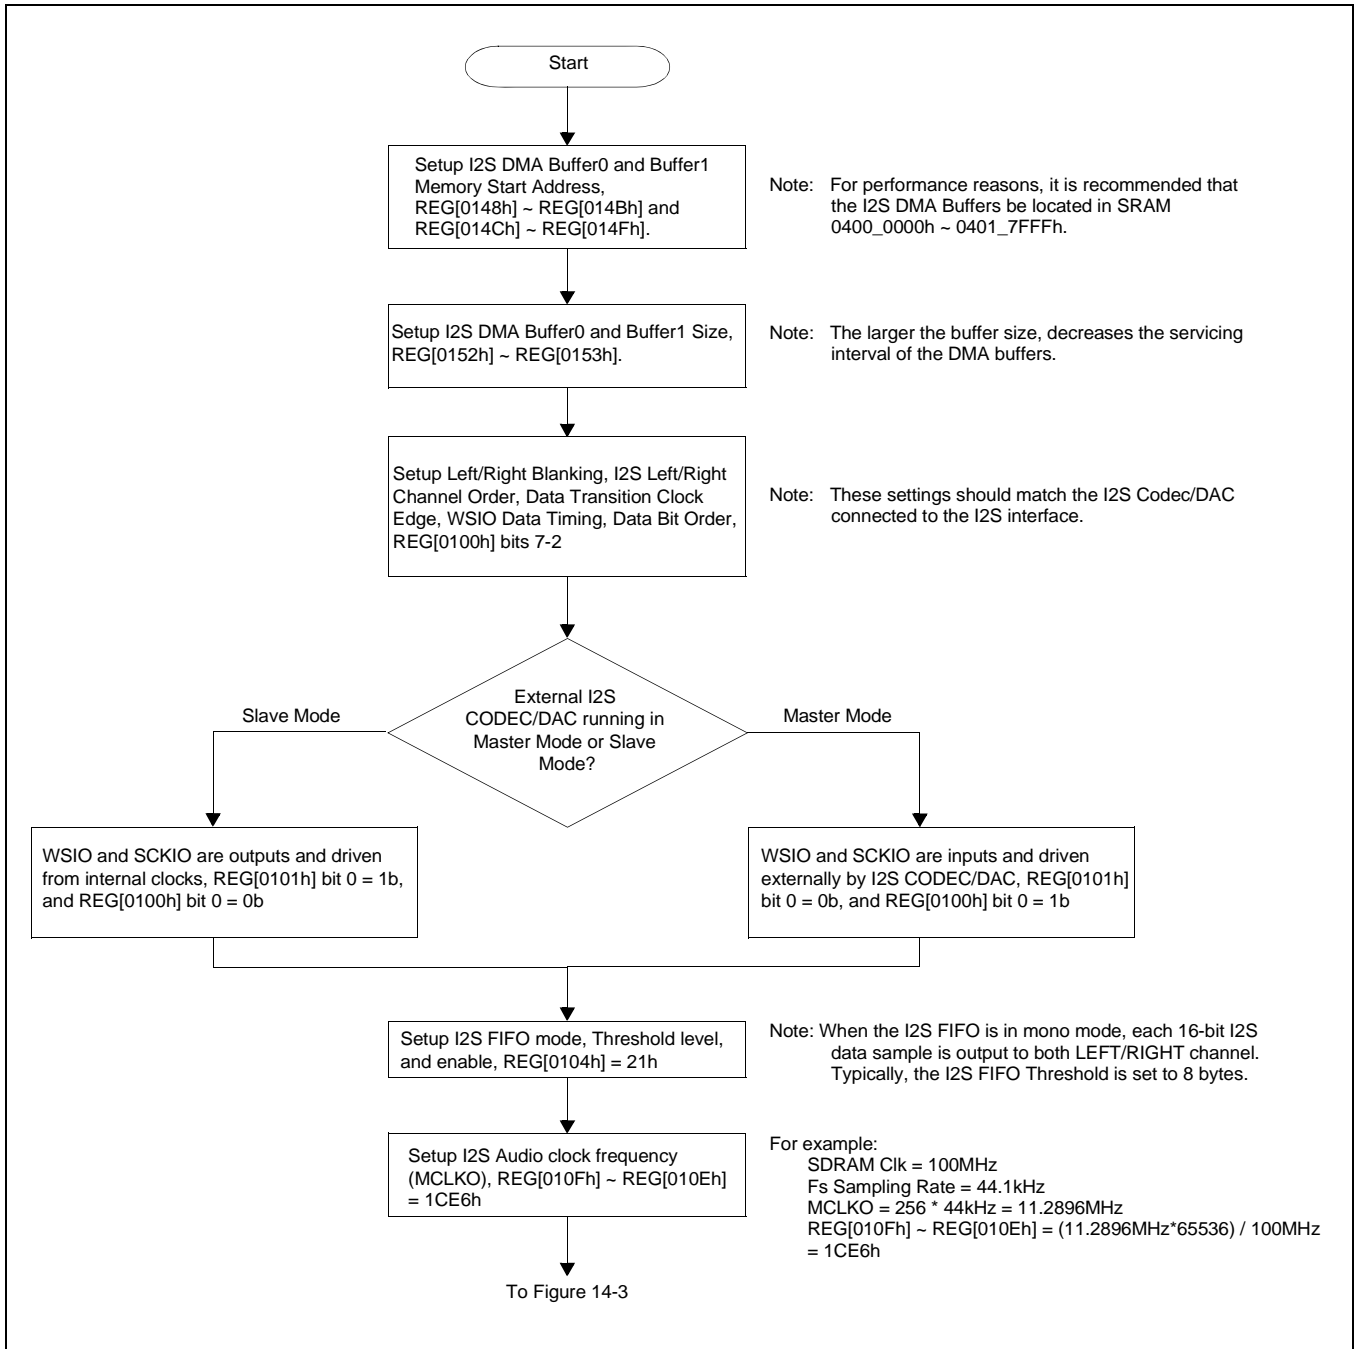 Start
Setup I2S DMA Buffer0 and Buffer1
Memory Start Address,
REG[0148h] ~ REG[014Bh] and
REG[014Ch] ~ REG[014Fh].
Note: For performance reasons, it is recommended that
the I2S DMA Buffers be located in SRAM
0400_0000h ~ 0401_7FFFh.
Setup I2S DMA Buffer0 and Buffer1 Size,
REG[0152h] ~ REG[0153h].
Note: The larger the buffer size, decreases the servicing
interval of the DMA buffers.
Setup Left/Right Blanking, I2S Left/Right
Channel Order, Data Transition Clock
Edge, WSIO Data Timing, Data Bit Order,
REG[0100h] bits 7-2
Note: These settings should match the I2S Codec/DAC
connected to the I2S interface.
External I2S
CODEC/DAC running in
Master Mode or Slave
Mode?
Slave Mode
Master Mode
WSIO and SCKIO are outputs and driven
from internal clocks, REG[0101h] bit 0 = 1b,
and REG[0100h] bit 0 = 0b
WSIO and SCKIO are inputs and driven
externally by I2S CODEC/DAC, REG[0101h]
bit 0 = 0b, and REG[0100h] bit 0 = 1b
Setup I2S FIFO mode, Threshold level,
and enable, REG[0104h] = 21h
Note: When the I2S FIFO is in mono mode, each 16-bit I2S
data sample is output to both LEFT/RIGHT channel.
Typically, the I2S FIFO Threshold is set to 8 bytes.
Setup I2S Audio clock frequency
(MCLKO), REG[010Fh] ~ REG[010Eh]
= 1CE6h
For example:
SDRAM Clk = 100MHz
Fs Sampling Rate = 44.1kHz
MCLKO = 256 * 44kHz = 11.2896MHz
REG[010Fh] ~ REG[010Eh] = (11.2896MHz*65536) / 100MHz
= 1CE6h
To Figure 14-3